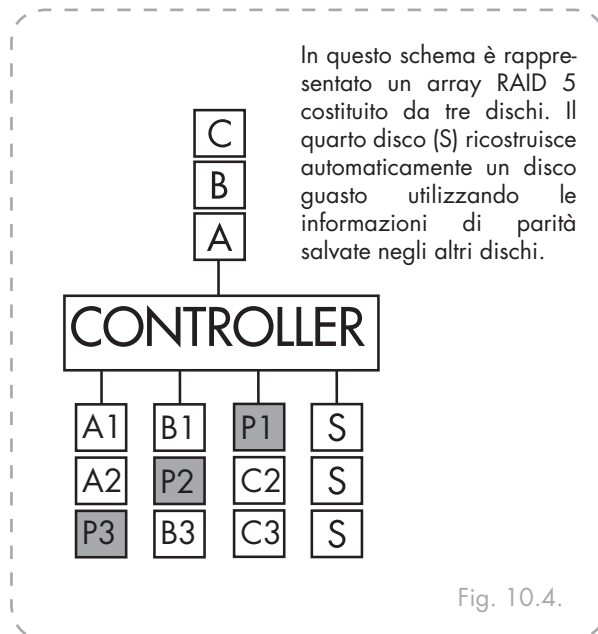 In questo schema è rappre-
sentato un array RAID 5
costituito da tre dischi. Il
quarto disco (S) ricostruisce
automaticamente un disco
guasto utilizzando le
informazioni di parità
salvate negli altri dischi.
C
B
A
CONTROLLER
A1 B1 P1 S
A2 P2 C2 S
P3 B3 C3 S
Fig. 10.4.